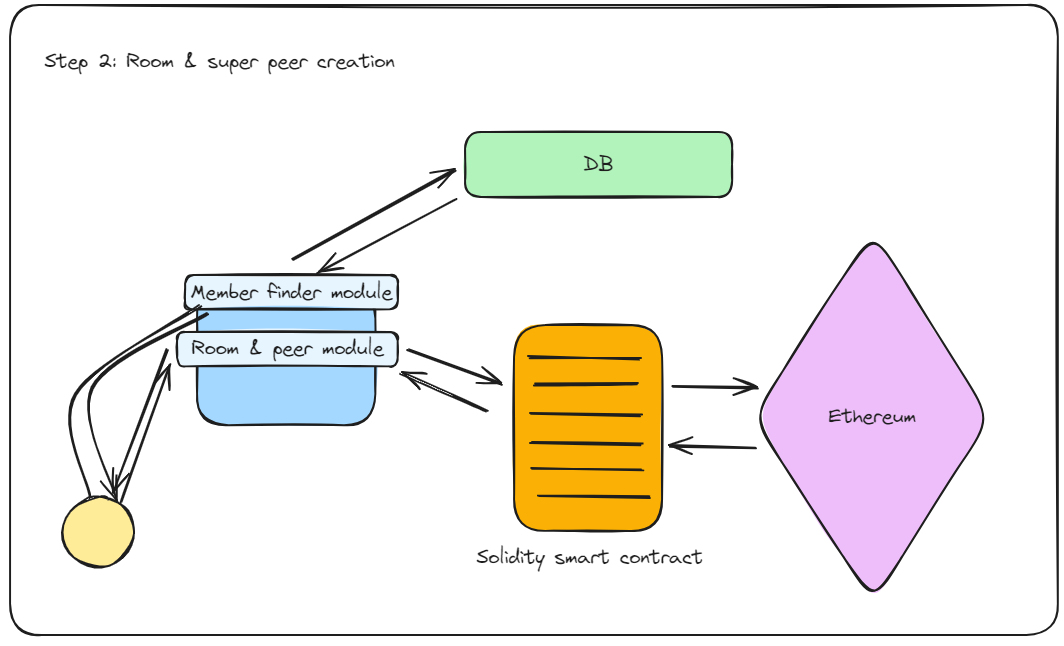 Step 2: Room & super peer creation
DB
Member finder module
Room & peer module
Ethereum
Solidity smart contract